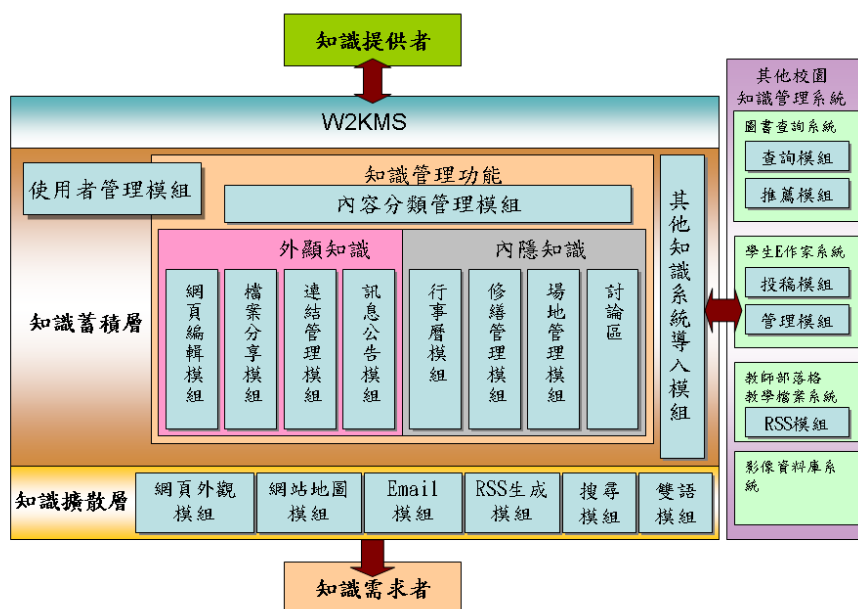 知識提供者
W2KMS
知識管理功能
使用者管理模組
內容分類管理模組
外顯知識
內隱知識
知識蓄積層
網頁編輯模組
檔案分享模組
連結管理模組
訊息公告模組
行事曆模組
修繕管理模組
場地管理模組
討論區
其他知識系統導入模組
知識擴散層
網頁外觀
模組
網站地圖
模組
Email
模組
RSS生成
模組
搜尋
模組
雙語
模組
知識需求者
其他校園
知識管理系統
圖書查詢系統
查詢模組
推薦模組
學生E作家系統
投稿模組
管理模組
教師部落格
教學檔案系統
RSS模組
影像資料庫系
統